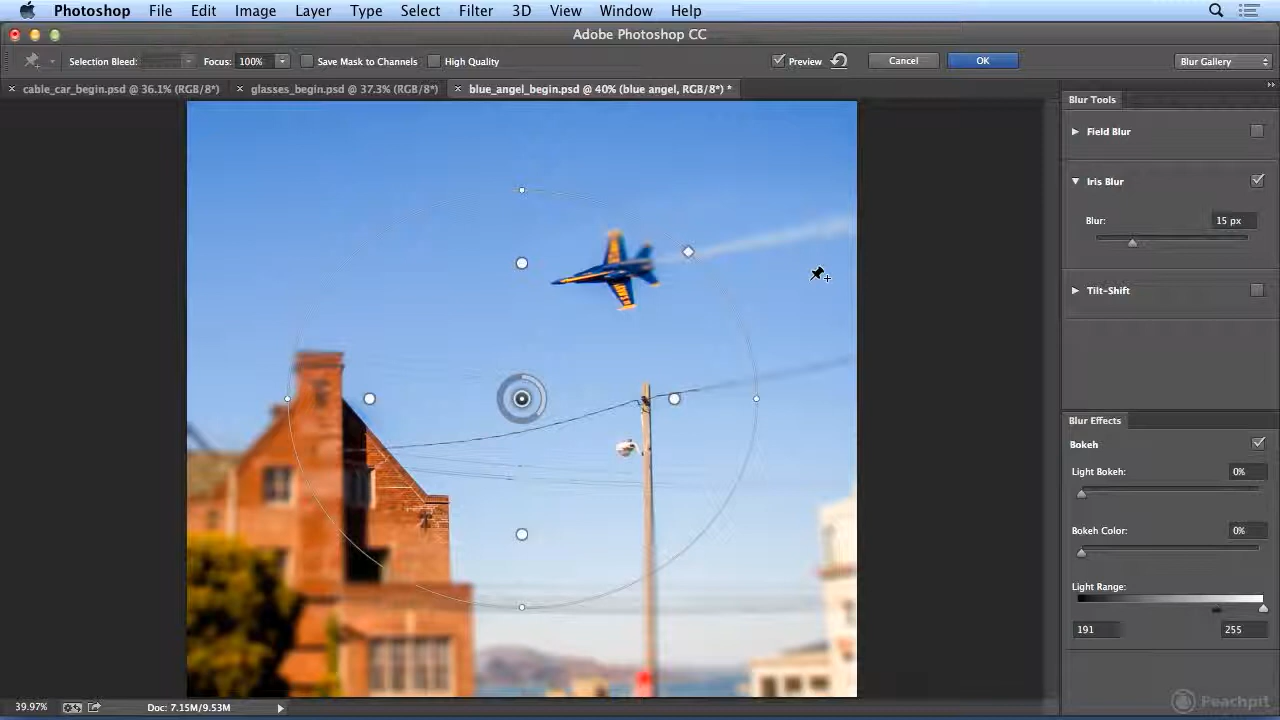 Photoshop File Edit Image Layer Type Select Filter 3D View Window Help
Adobe Photoshop CC
Selection Bleed: Focus: 100% Save Mask to Channels High Quality Preview Cancel OK Blur Gallery
× cable_car_begin.psd @ 36.1% (RGB/8*) × glasses_begin.psd @ 37.3% (RGB/8*) × blue_angel_begin.psd @ 40% (blue angel, RGB/8*) *
Blur Tools
Field Blur
Iris Blur
Blur: 15 px
Tilt-Shift
Blur Effects
Bokeh
Light Bokeh: 0%
Bokeh Color: 0%
Light Range:
191 255
39.97% Doc: 7.15M/9.53M
Peachpit